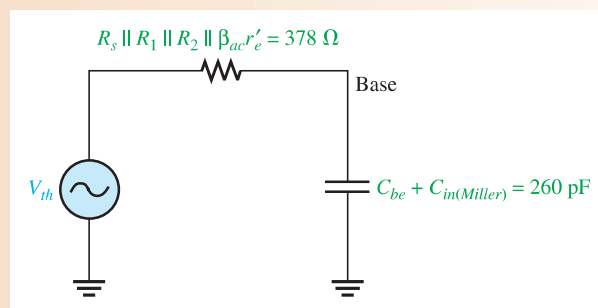 R_s || R_1 || R_2 || β_ac r'_e = 378 Ω
Base
V_th
C_be + C_in(Miller) = 260 pF